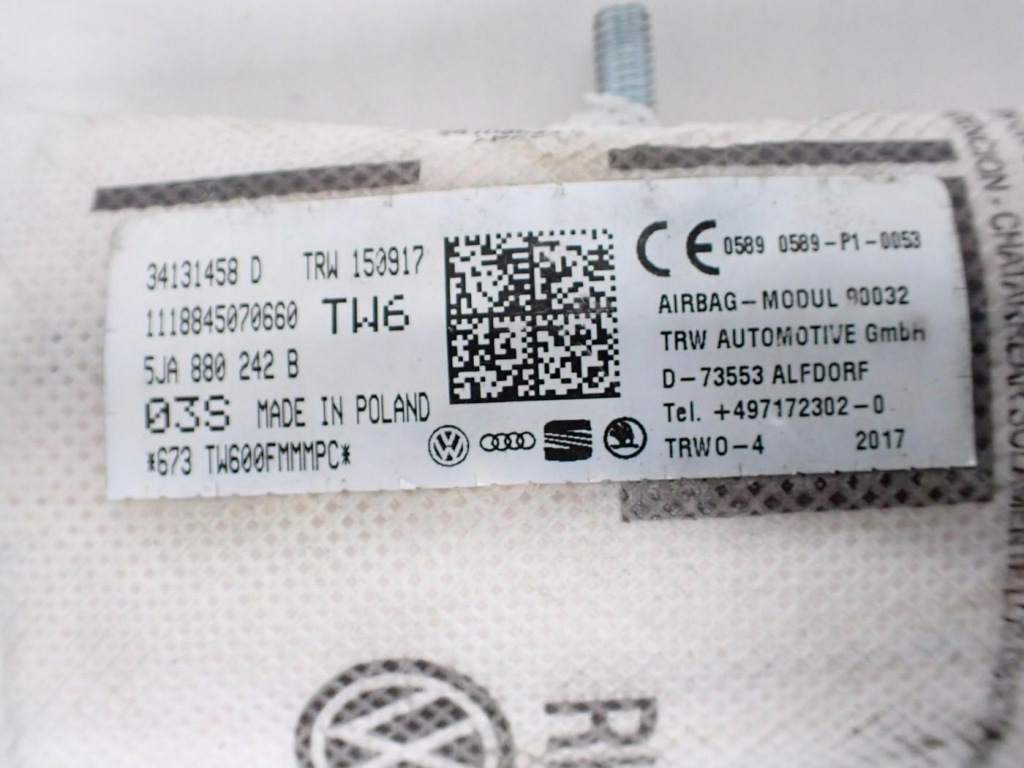 34131458 D TRW 150917
1118845070660 TW6
5JA 880 242 B
03S MADE IN POLAND
*673 TW600FMMMPC*
CE 0589 0589-P1-0053
AIRBAG-MODUL 80032
TRW AUTOMOTIVE GmbH
D-73553 ALFDORF
Tel. +497172302-0
TRWO-4 2017